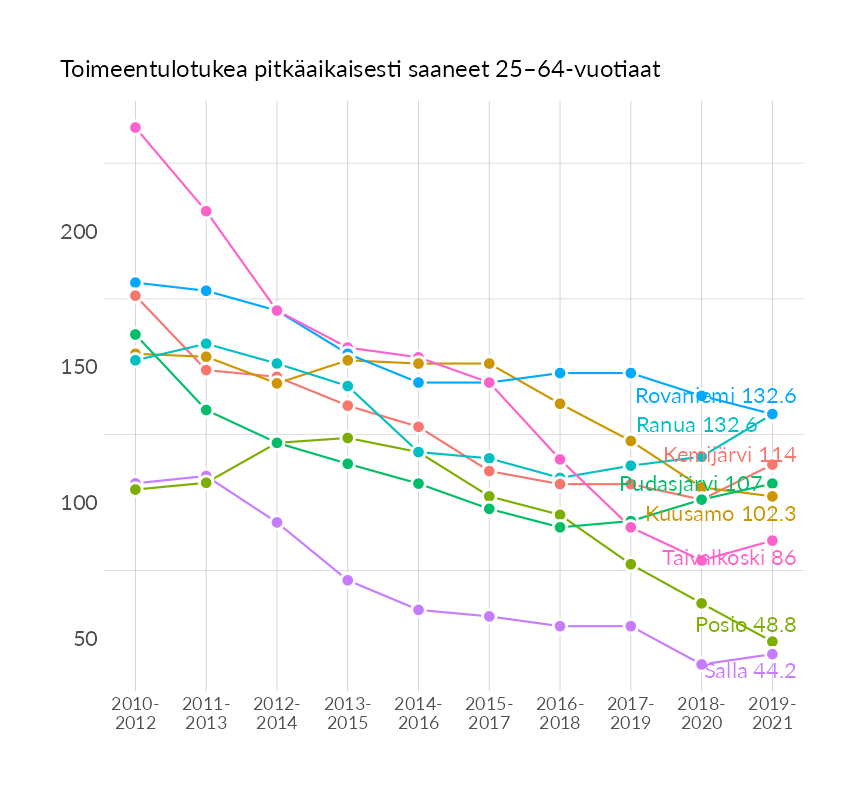 Toimeentulotukea pitkäaikaisesti saaneet 25–64-vuotiaat
200
150
100
50
Rovaniemi 132.6
Ranua 132.6
Kemijärvi 114
Pudasjärvi 107
Kuusamo 102.3
Taivalkoski 86
Posio 48.8
Salla 44.2
2010-
2012
2011-
2013
2012-
2014
2013-
2015
2014-
2016
2015-
2017
2016-
2018
2017-
2019
2018-
2020
2019-
2021